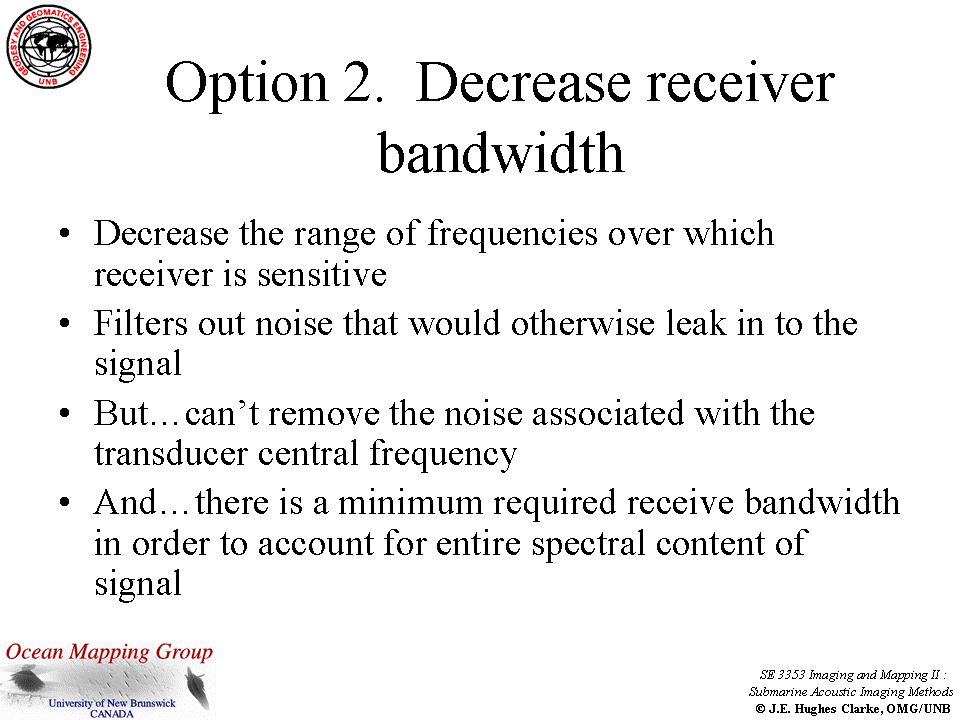 GEODESY AND GEOMATICS ENGINEERING
UNB
Option 2. Decrease receiver
bandwidth
• Decrease the range of frequencies over which
receiver is sensitive
• Filters out noise that would otherwise leak in to the
signal
• But…can’t remove the noise associated with the
transducer central frequency
• And…there is a minimum required receive bandwidth
in order to account for entire spectral content of
signal
Ocean Mapping Group
University of New Brunswick
CANADA
SE 3353 Imaging and Mapping II :
Submarine Acoustic Imaging Methods
© J.E. Hughes Clarke, OMG/UNB